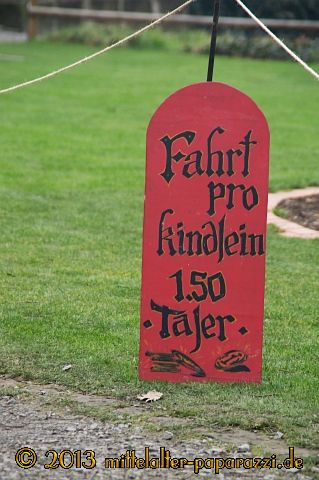 Fahrt
pro
kindlein
1.50
·Taler·
© 2013 mittelalter-paparazzi.de